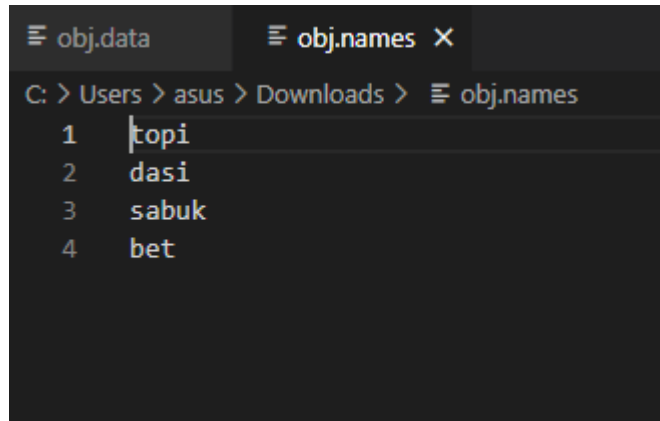 obj.data obj.names ×
C: > Users > asus > Downloads > obj.names
1 topi
2 dasi
3 sabuk
4 bet